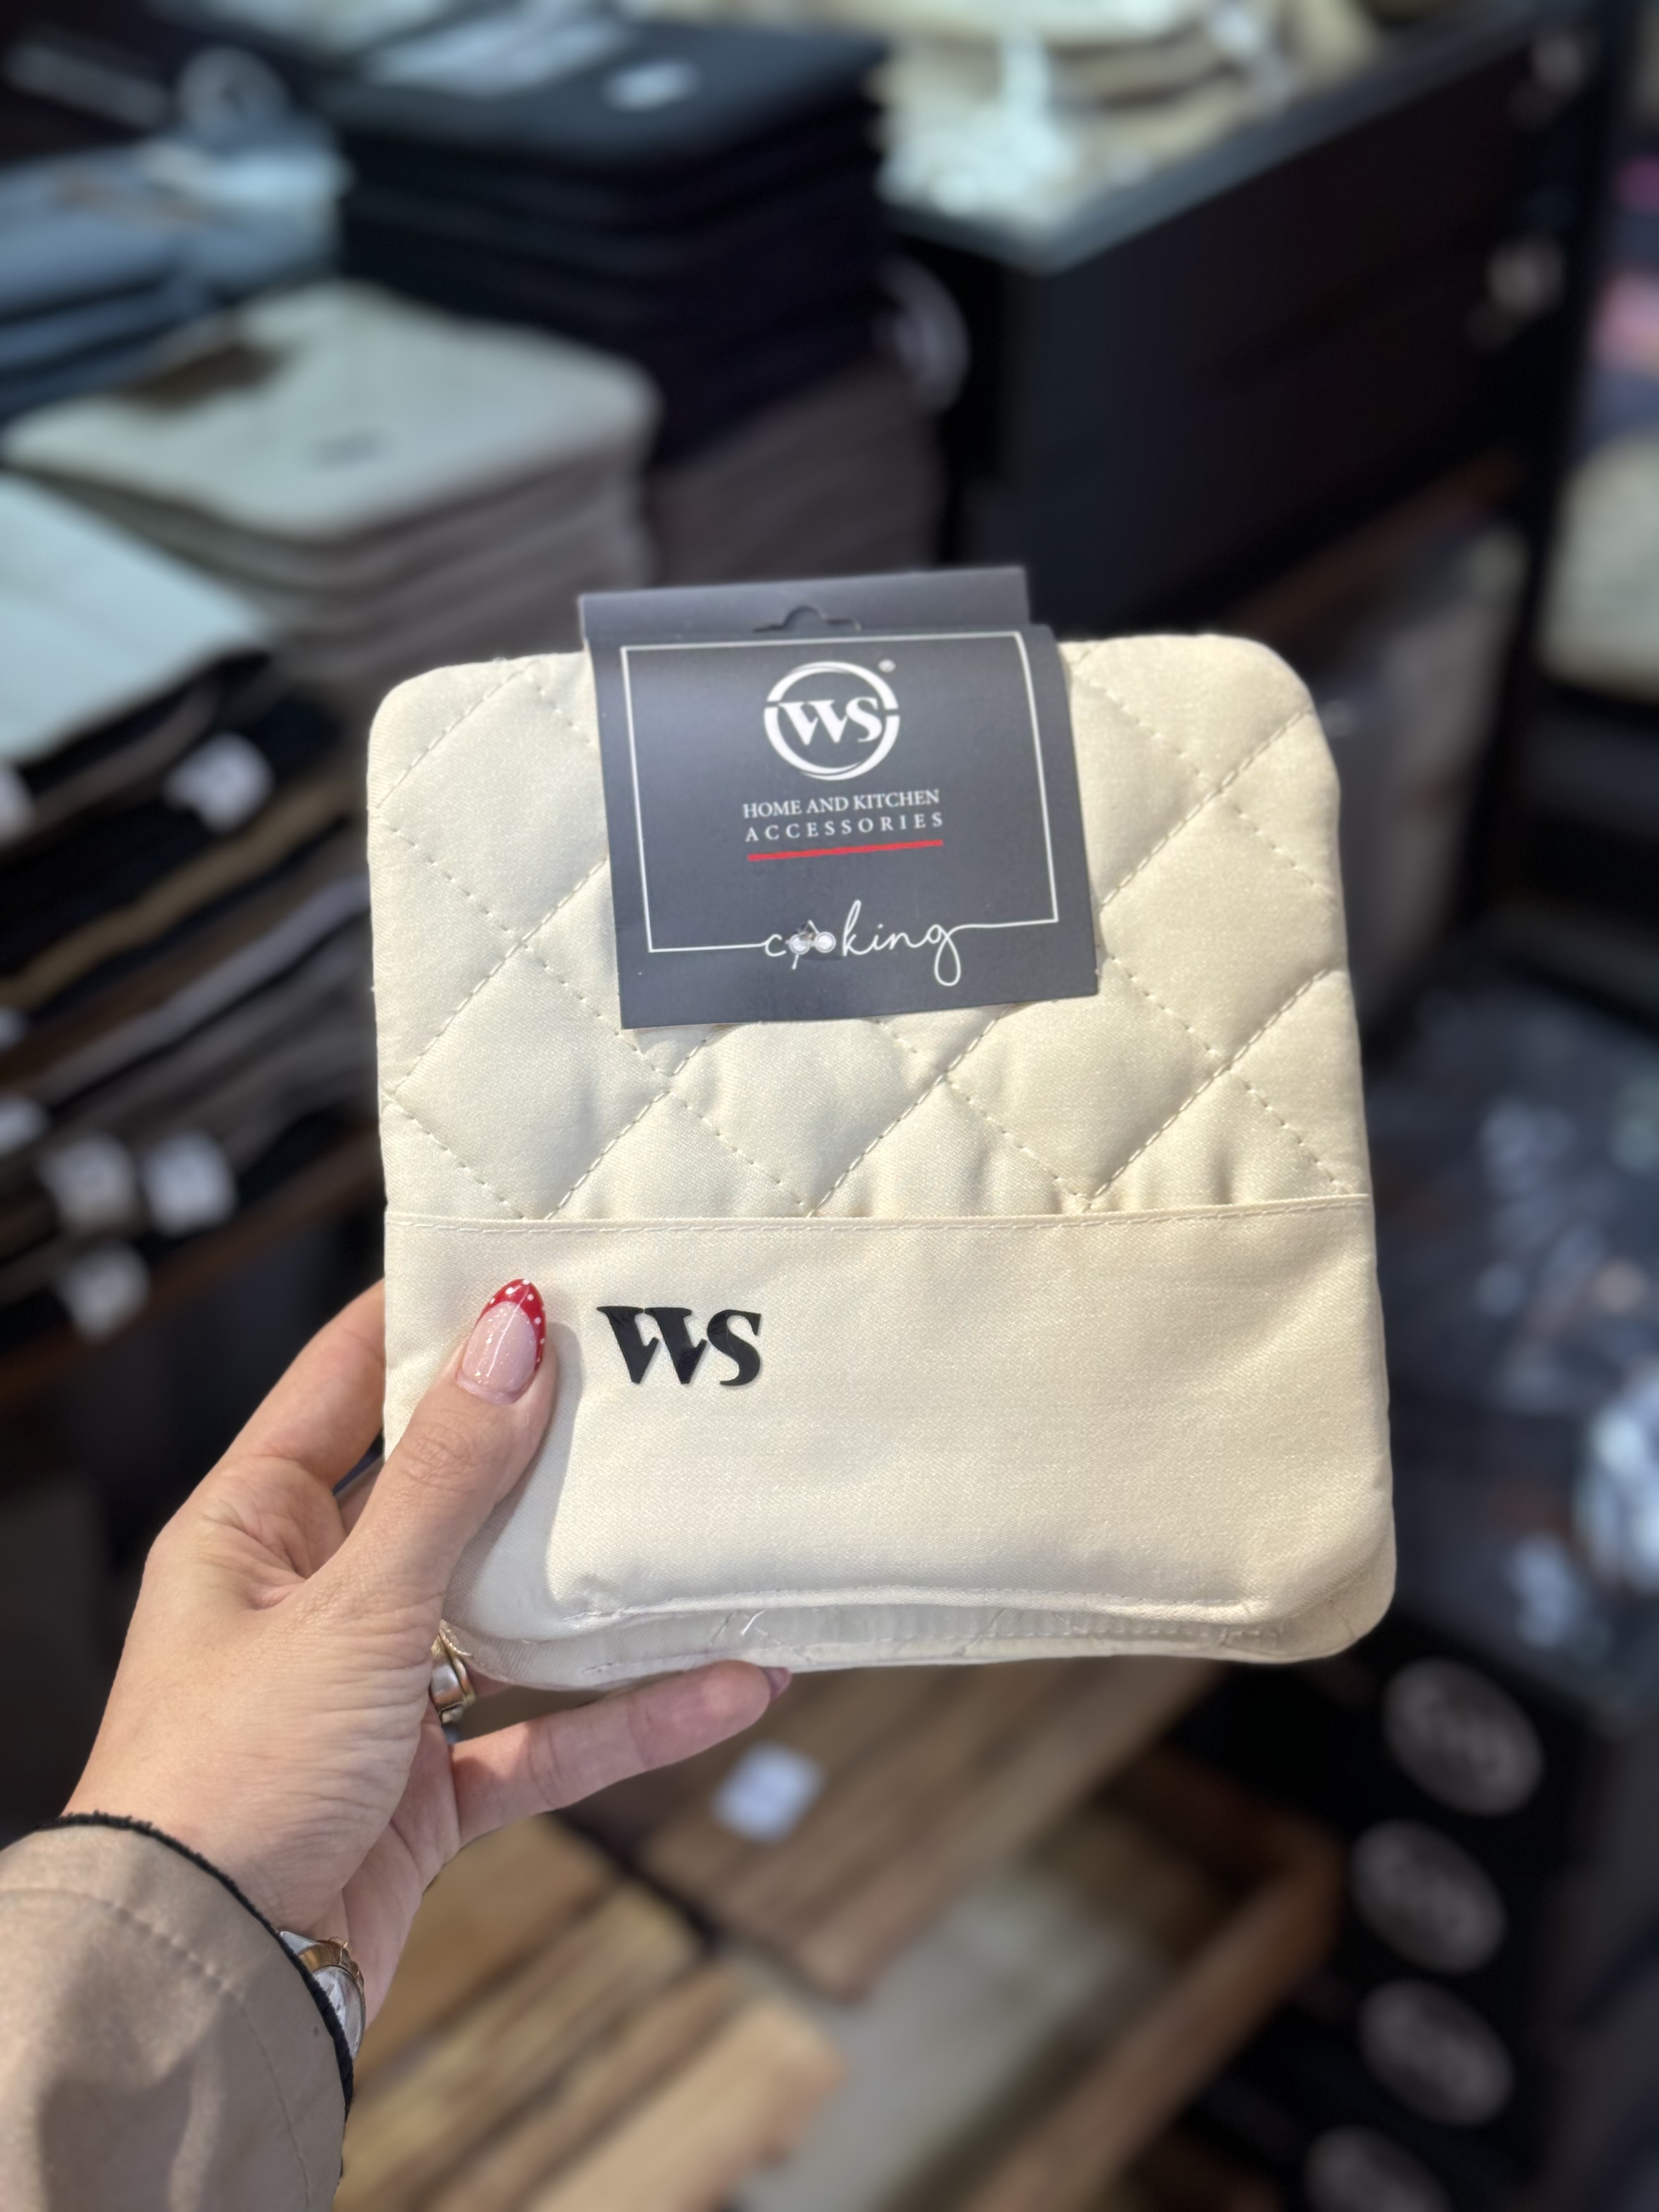 WS®
HOME AND KITCHEN
ACCESSORIES
cooking
WS